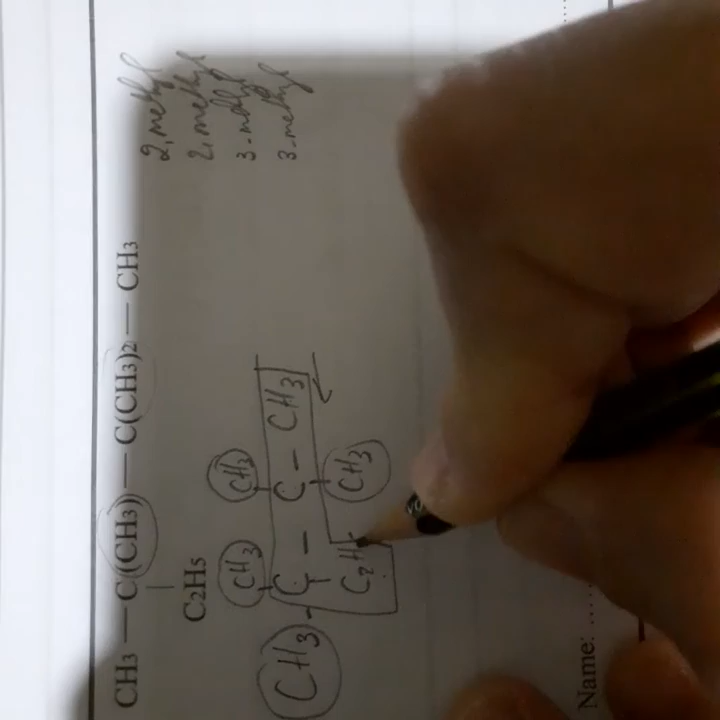 CH3 — C(CH3) — C(CH3)2 — CH3
|
C2H5
2, methyl
2, methyl
3 - methyl
3 - methyl
CH3 CH3
CH3 - C - C - CH3
C2H CH3
Name: ......